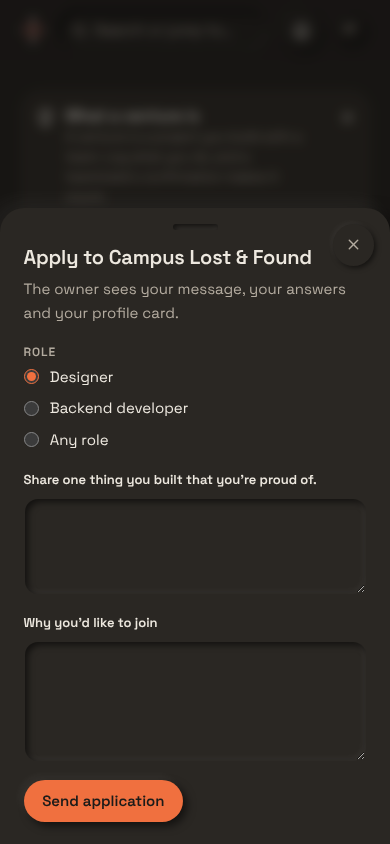 Apply to Campus Lost & Found
The owner sees your message, your answers
and your profile card.
ROLE
Designer
Backend developer
Any role
Share one thing you built that you're proud of.
Why you'd like to join
Send application